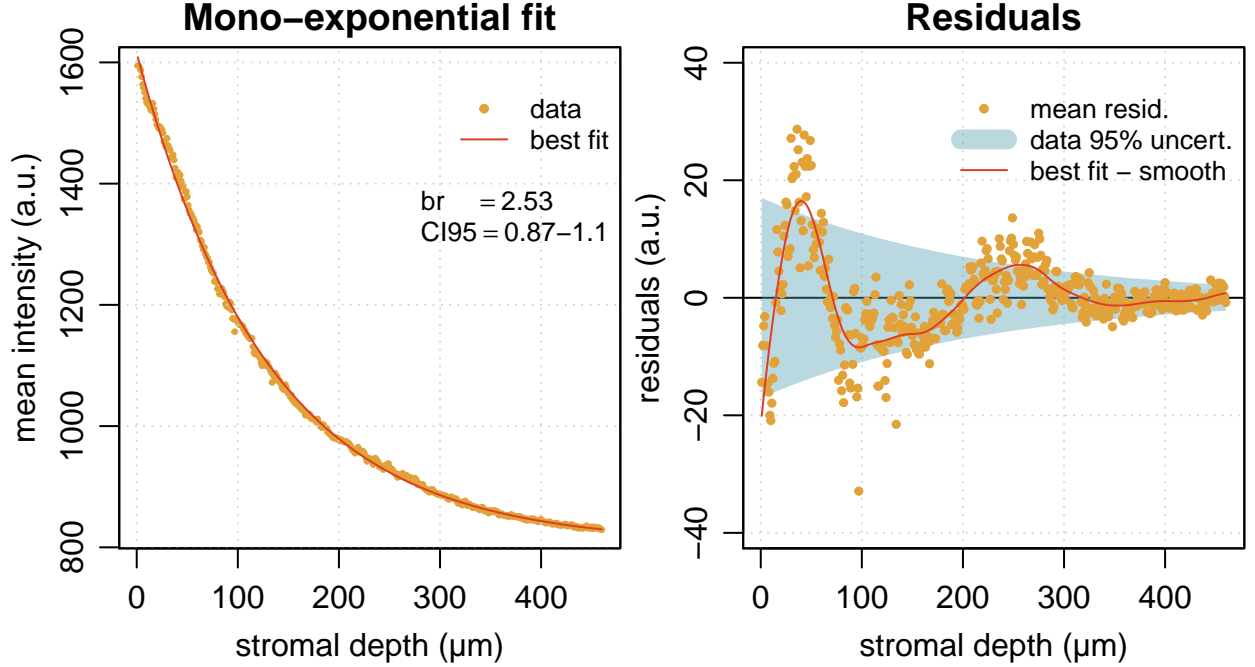 Mono−exponential fit
mean intensity (a.u.)
1600
1400
1200
1000
800
data
best fit
br = 2.53
CI95 = 0.87−1.1
0 100 200 300 400
stromal depth (µm)
Residuals
residuals (a.u.)
40
20
0
−20
−40
mean resid.
data 95% uncert.
best fit − smooth
0 100 200 300 400
stromal depth (µm)